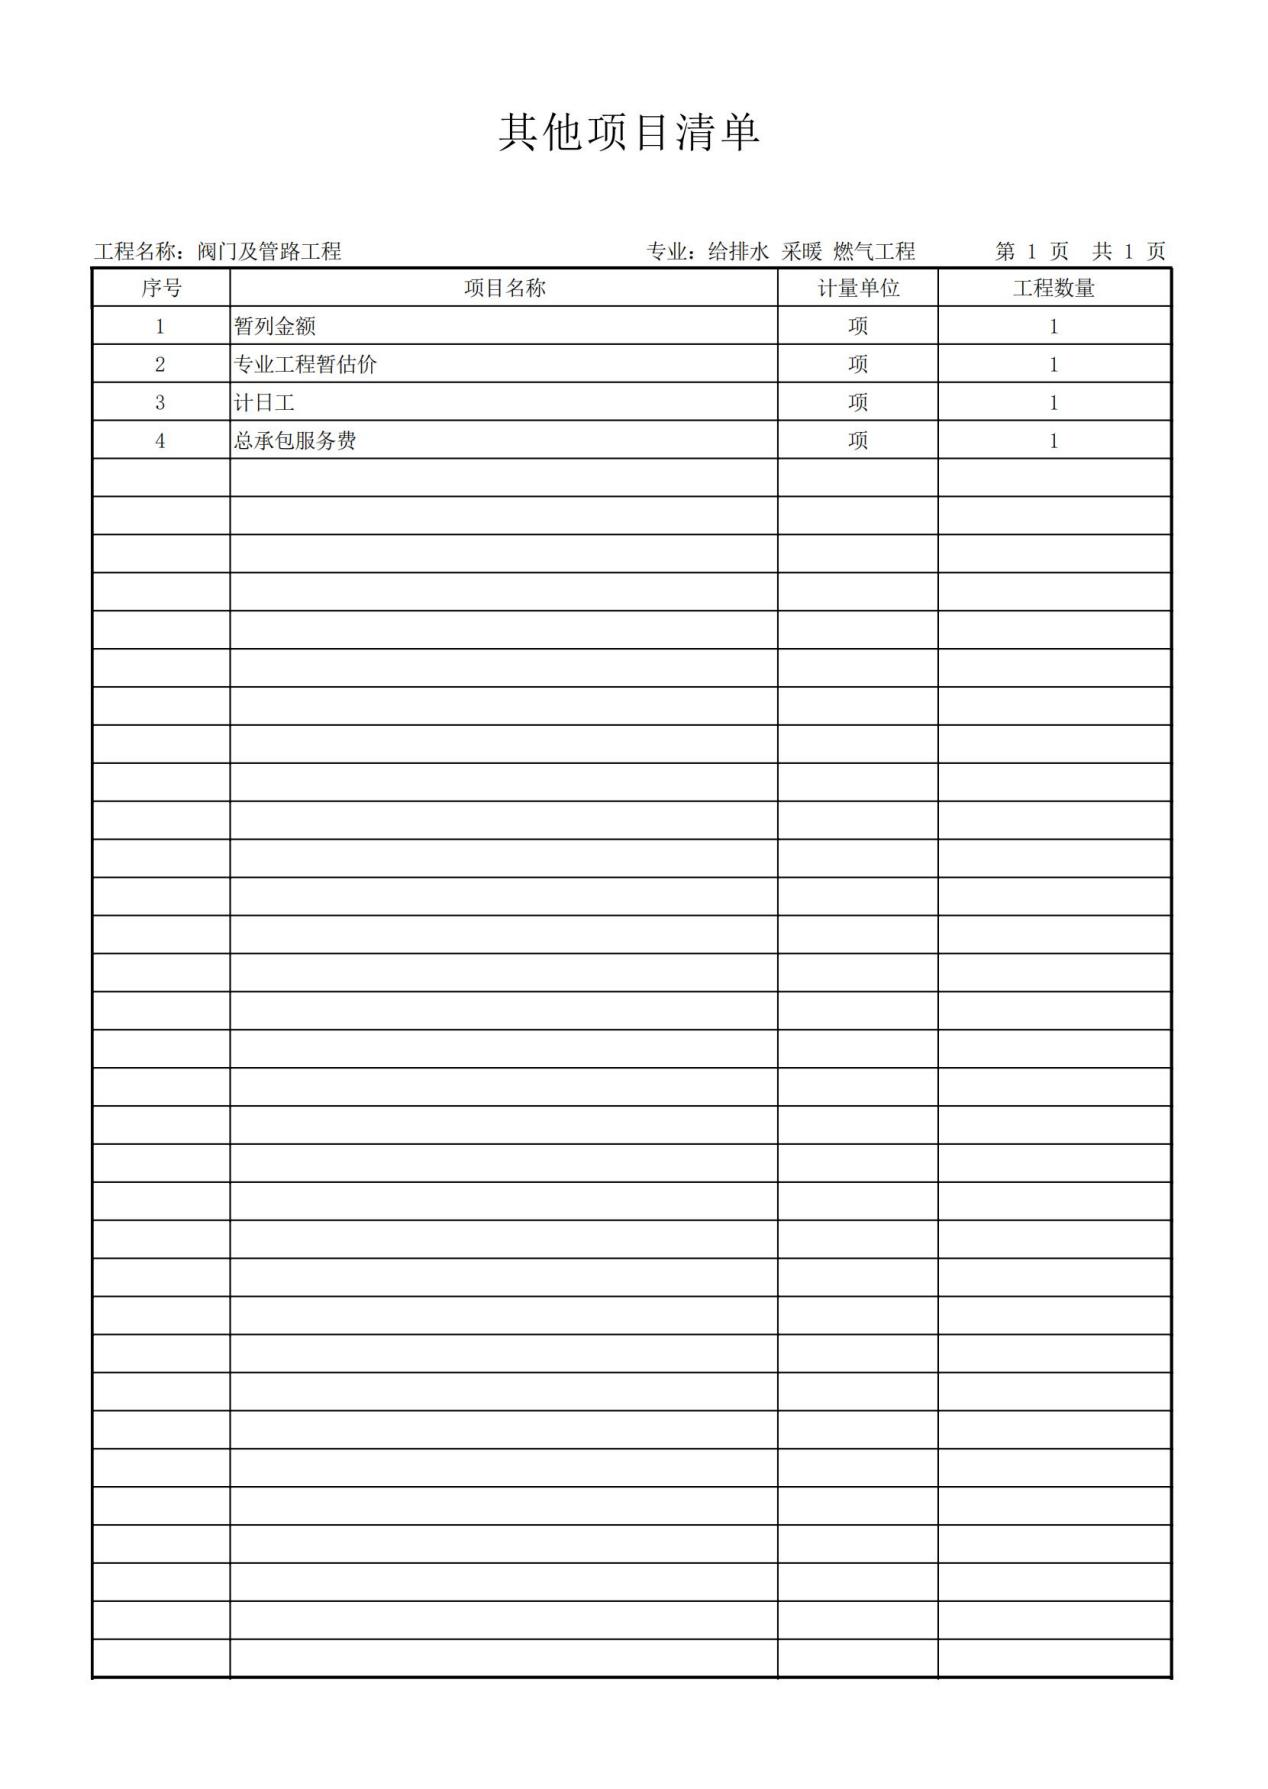 其他项目清单
工程名称：阀门及管路工程 专业：给排水 采暖 燃气工程 第 1 页 共 1 页
序号 项目名称 计量单位 工程数量
1 暂列金额 项 1
2 专业工程暂估价 项 1
3 计日工 项 1
4 总承包服务费 项 1